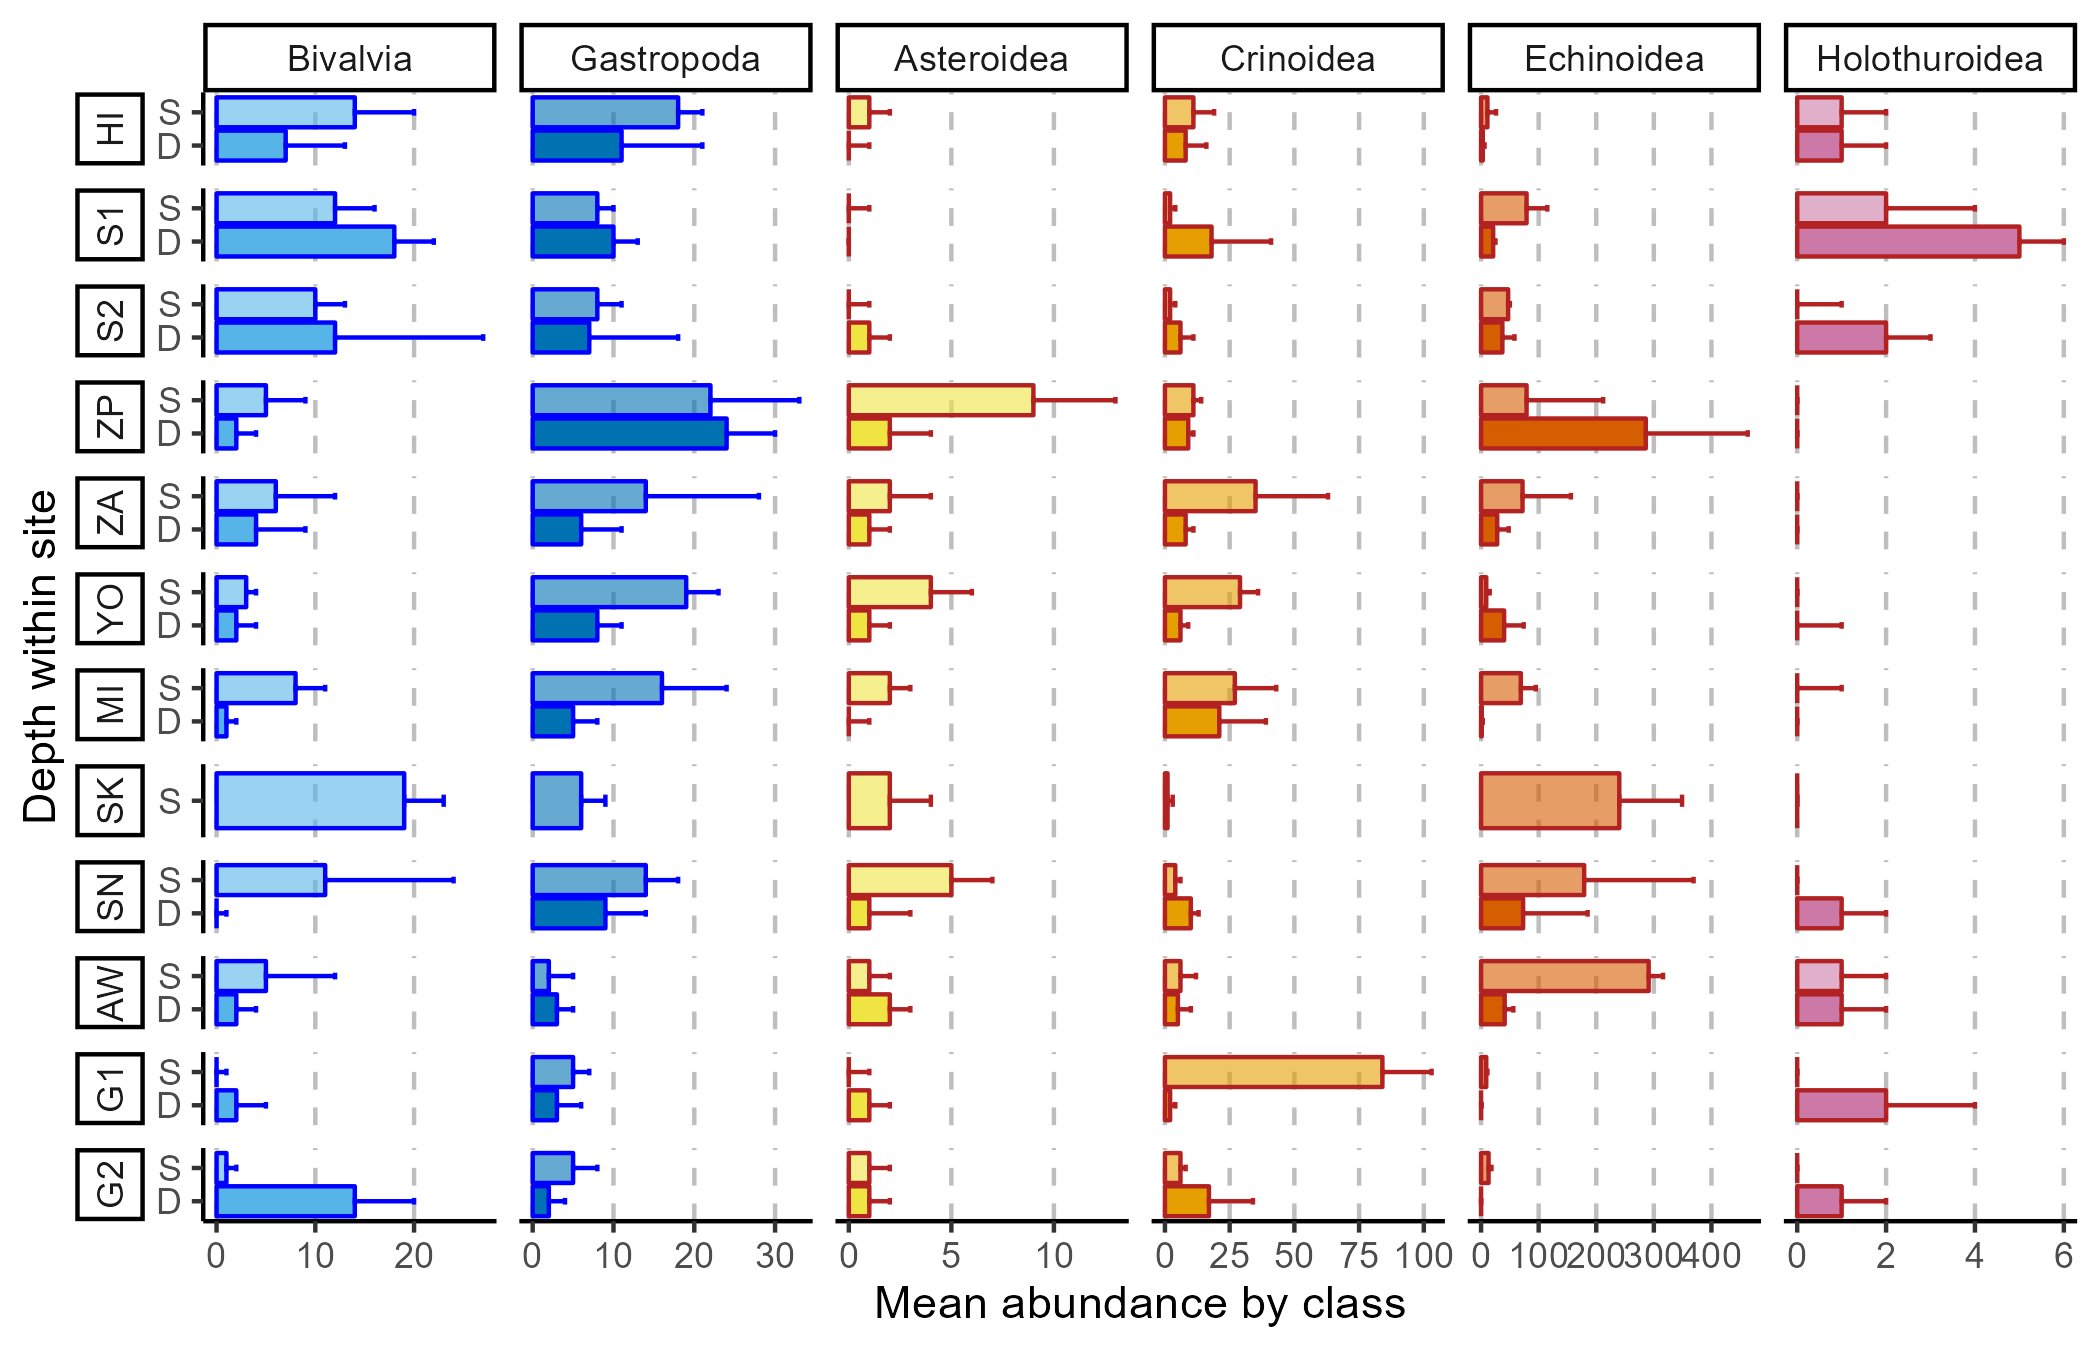 Bivalvia Gastropoda Asteroidea Crinoidea Echinoidea Holothuroidea
HI S
D
S1 S
D
S2 S
D
ZP S
D
ZA S
D
YO S
D
MI S
D
SK S
SN S
D
AW S
D
G1 S
D
G2 S
D
Depth within site
0 10 20 0 10 20 30 0 5 10 0 25 50 75 100 0 100 200 300 400 0 2 4 6
Mean abundance by class